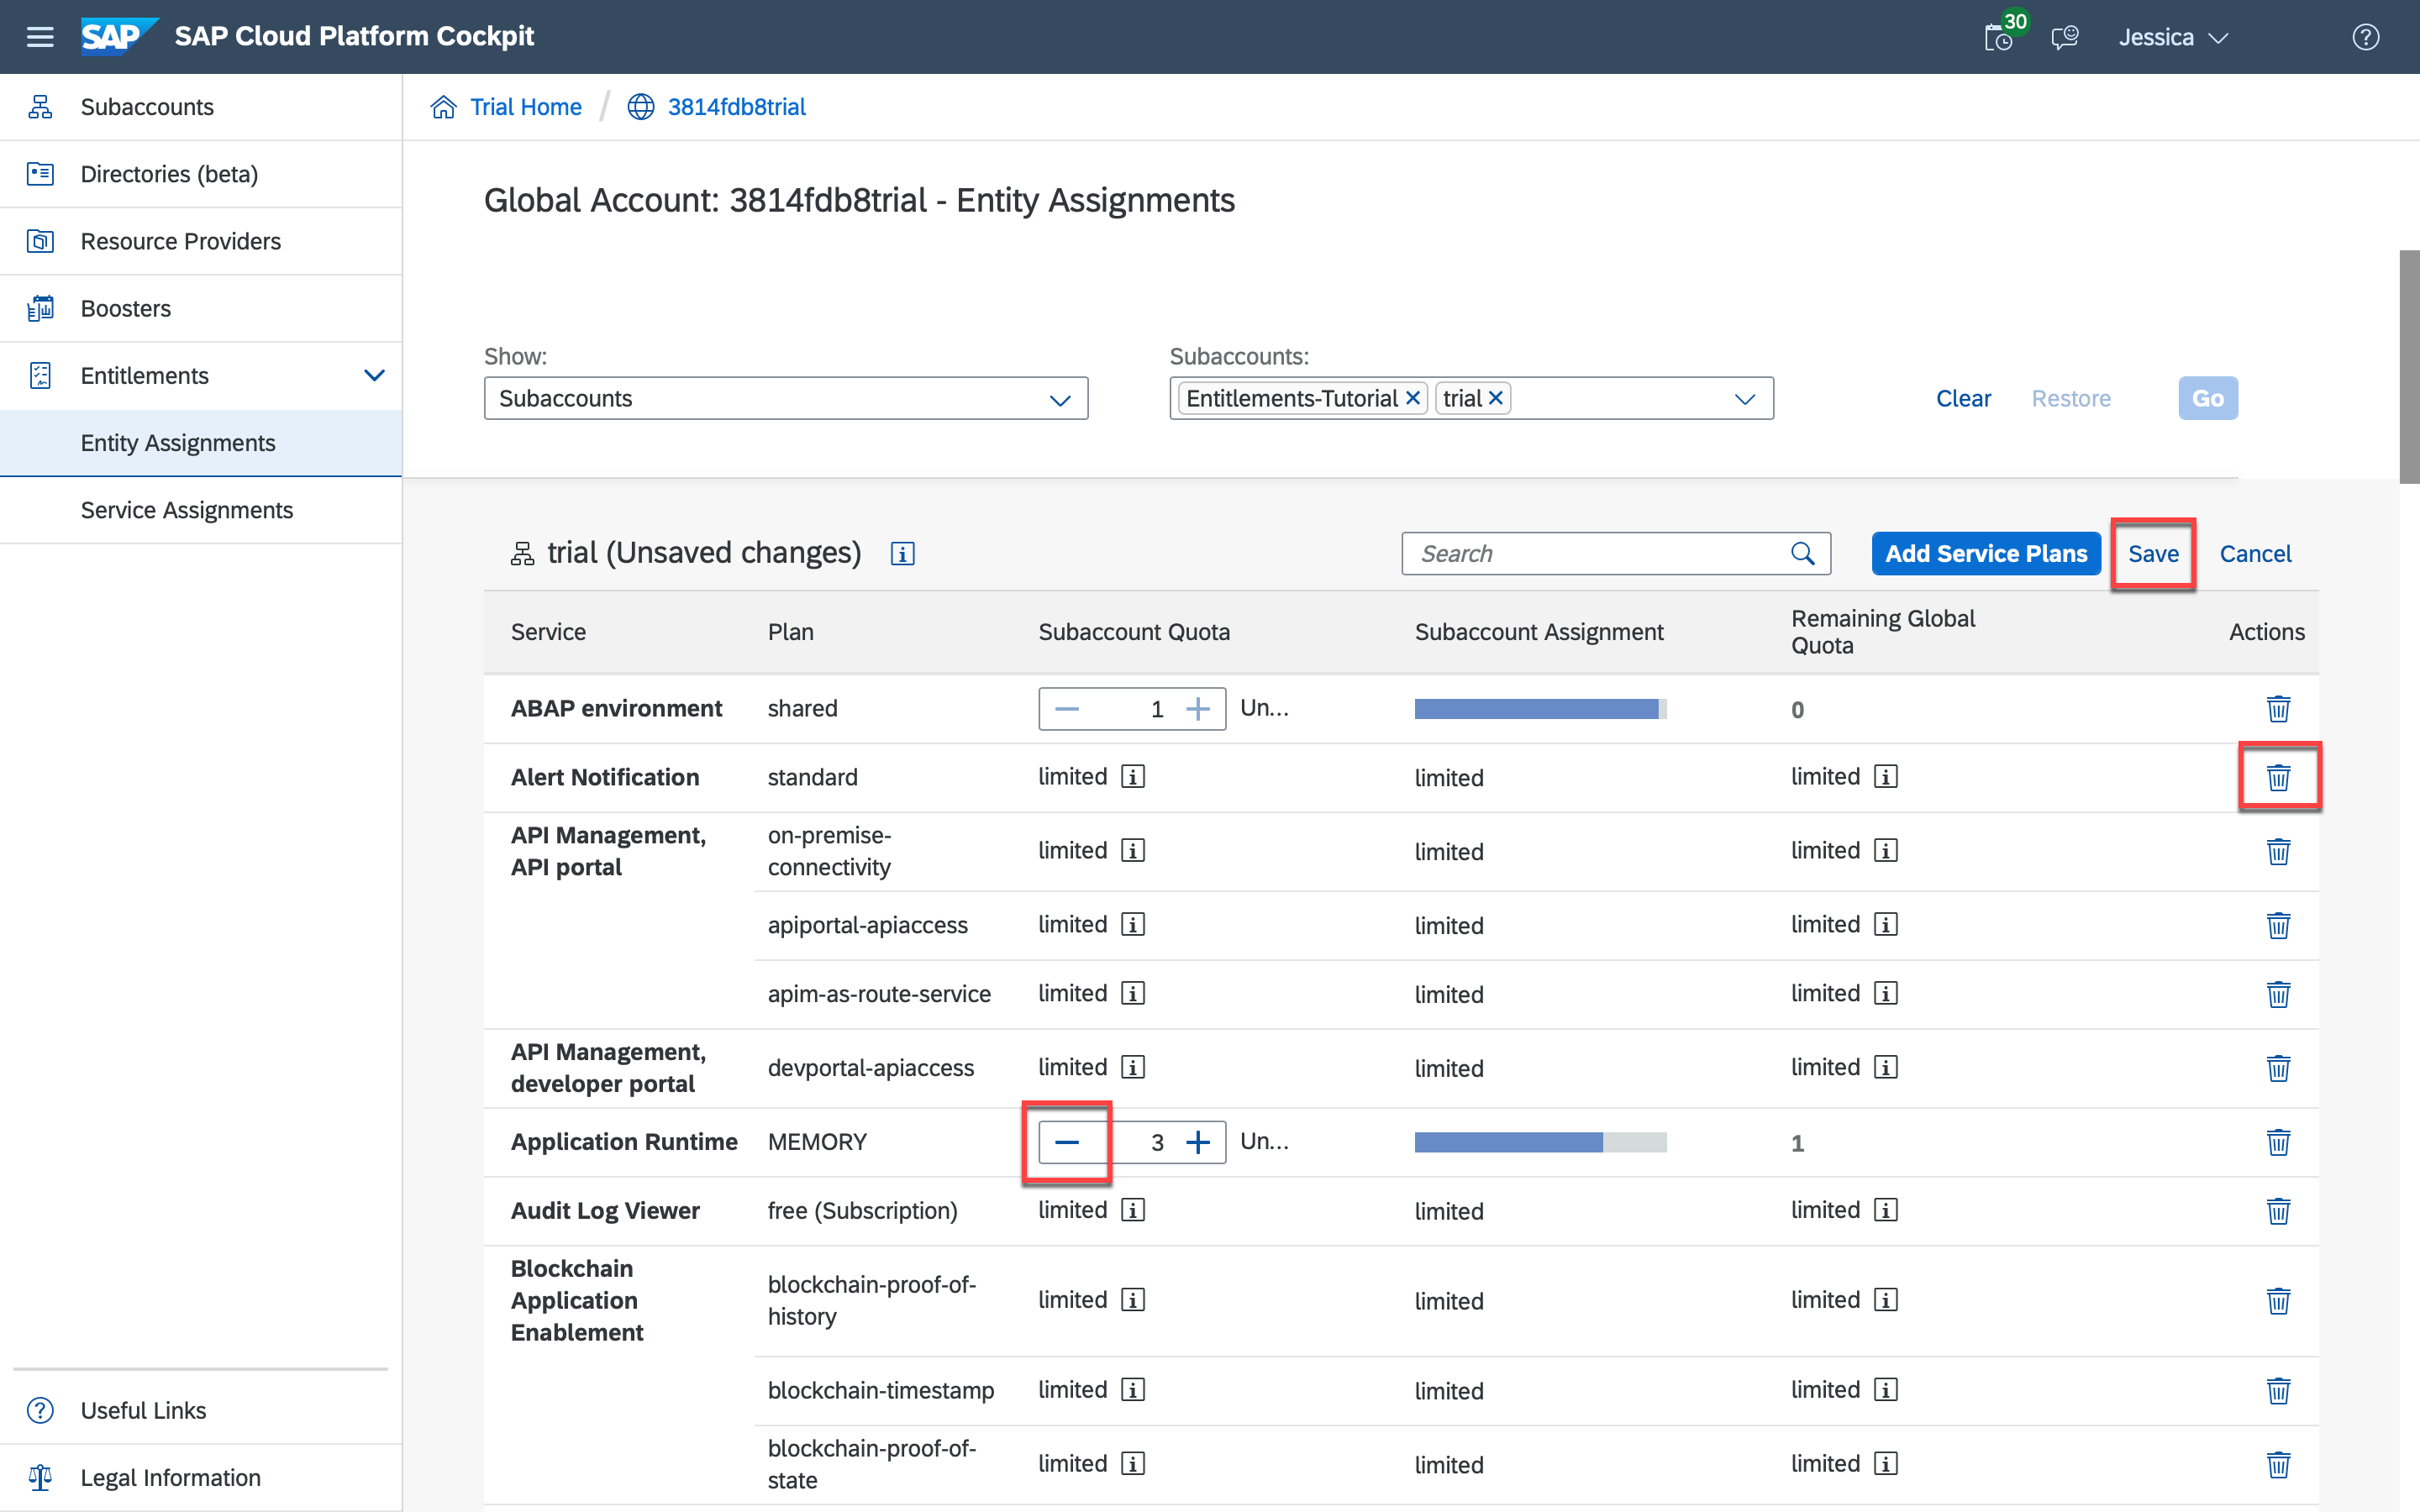 SAP
SAP Cloud Platform Cockpit
30
Jessica
Subaccounts
Directories (beta)
Resource Providers
Boosters
Entitlements
Entity Assignments
Service Assignments
Useful Links
Legal Information
Trial Home / 3814fdb8trial
Global Account: 3814fdb8trial - Entity Assignments
Show:
Subaccounts
Subaccounts:
Entitlements-Tutorial trial
Clear Restore Go
trial (Unsaved changes)
Search
Add Service Plans Save Cancel
Service Plan Subaccount Quota Subaccount Assignment Remaining Global Quota Actions
ABAP environment shared 1 Un... 0
Alert Notification standard limited limited limited
API Management, API portal on-premise-connectivity limited limited limited
apiportal-apiaccess limited limited limited
apim-as-route-service limited limited limited
API Management, developer portal devportal-apiaccess limited limited limited
Application Runtime MEMORY 3 Un... 1
Audit Log Viewer free (Subscription) limited limited limited
Blockchain Application Enablement blockchain-proof-of-history limited limited limited
blockchain-timestamp limited limited limited
blockchain-proof-of-state limited limited limited